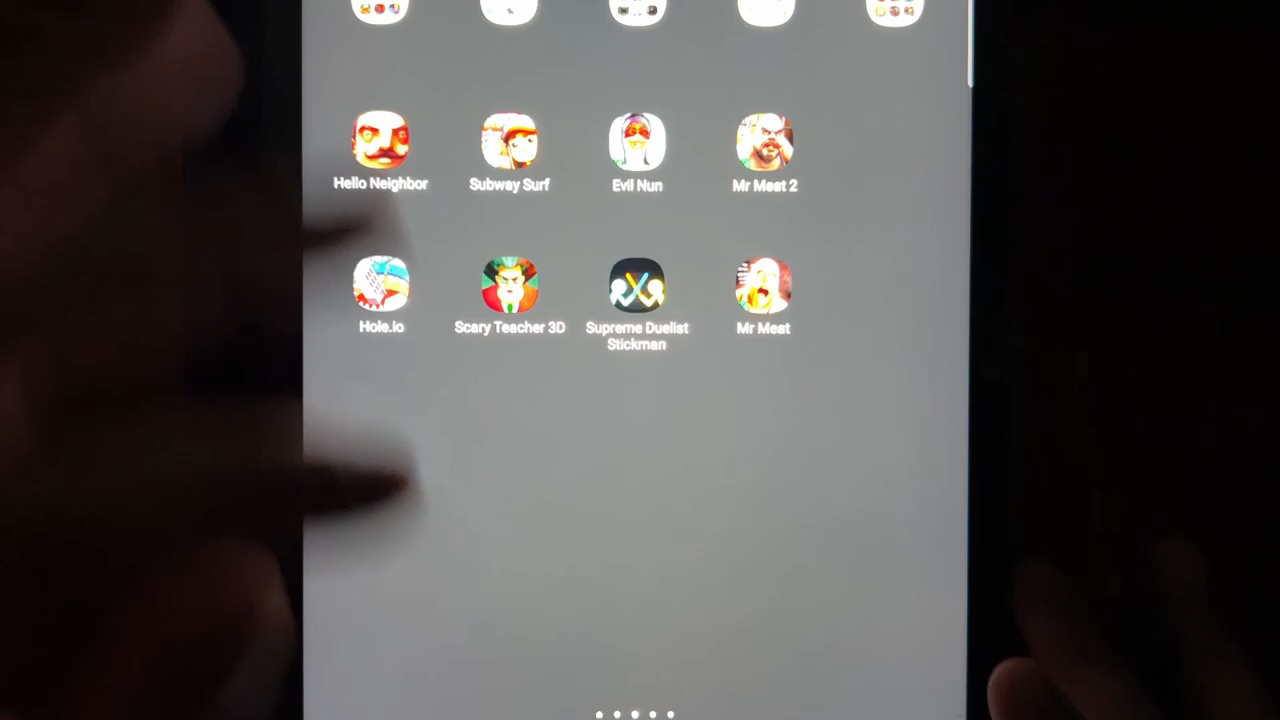 Hello Neighbor
Subway Surf
Evil Nun
Mr Meat 2
Hole.io
Scary Teacher 3D
Supreme Duelist
Stickman
Mr Meat